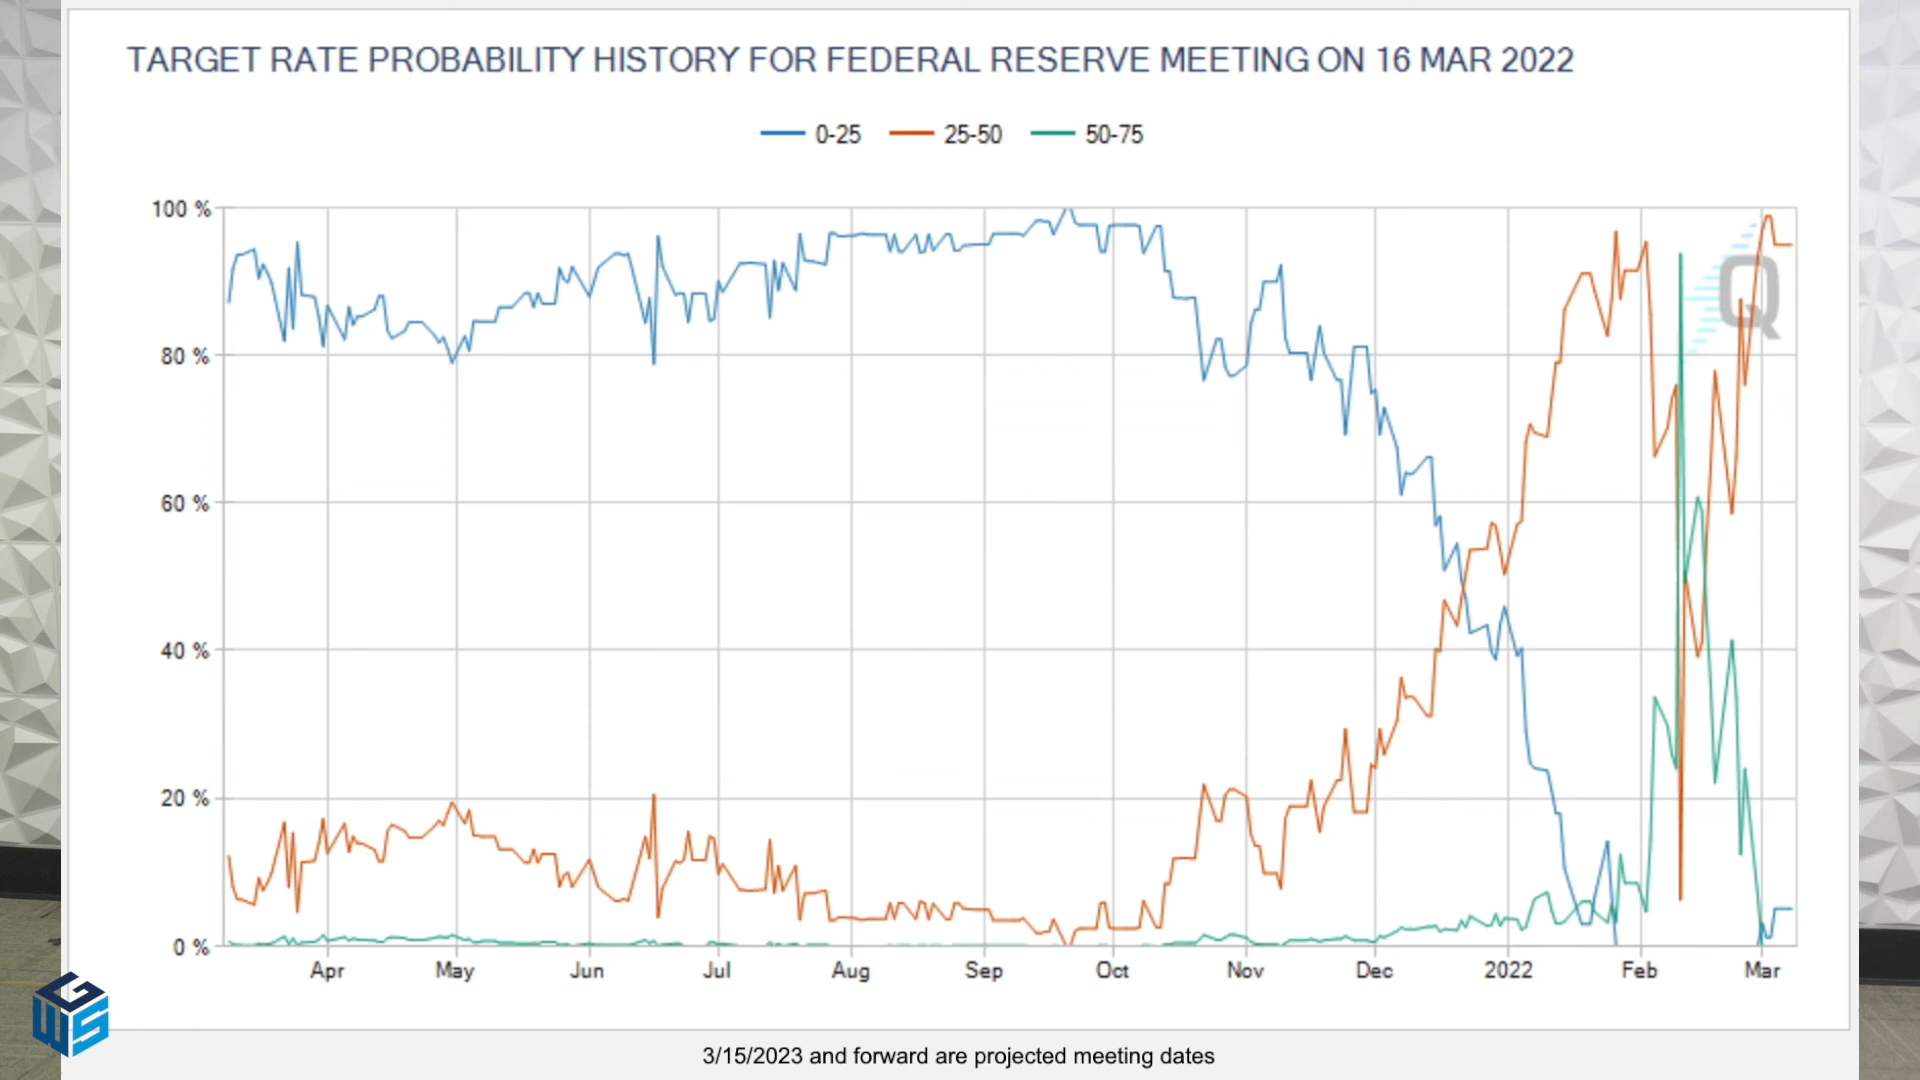 TARGET RATE PROBABILITY HISTORY FOR FEDERAL RESERVE MEETING ON 16 MAR 2022
0-25 25-50 50-75
100 %
80 %
60 %
40 %
20 %
0 %
Apr May Jun Jul Aug Sep Oct Nov Dec 2022 Feb Mar
Q
GWS
3/15/2023 and forward are projected meeting dates